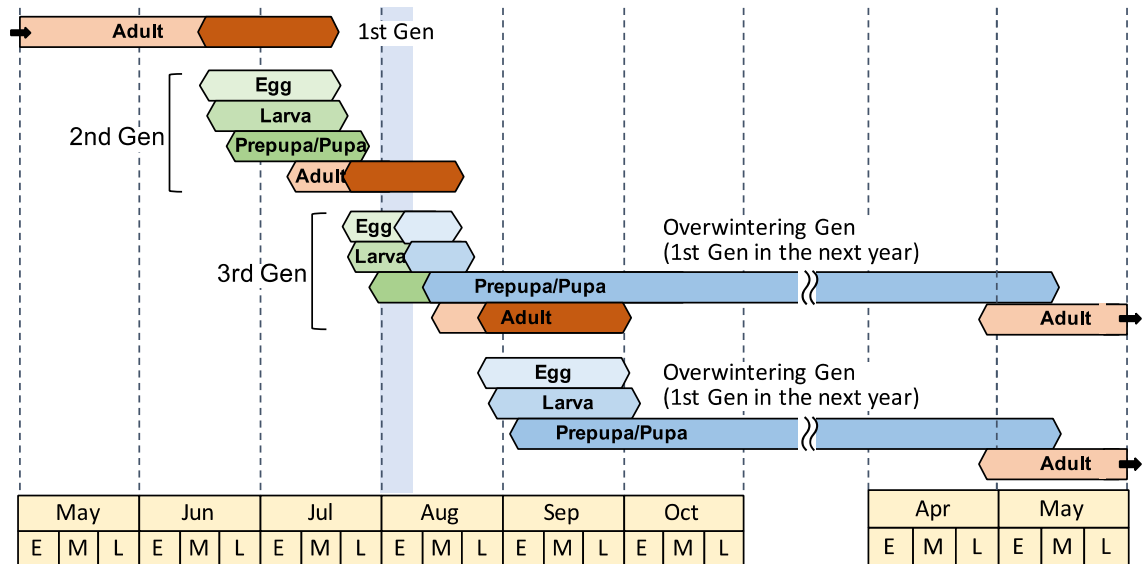 Adult
1st Gen
Egg
Larva
2nd Gen
Prepupa/Pupa
Adult
Egg
Overwintering Gen
(1st Gen in the next year)
Larva
3rd Gen
Prepupa/Pupa
Adult
Adult
Egg
Overwintering Gen
(1st Gen in the next year)
Larva
Prepupa/Pupa
Adult
May Jun Jul Aug Sep Oct Apr May
E M L E M L E M L E M L E M L E M L E M L E M L